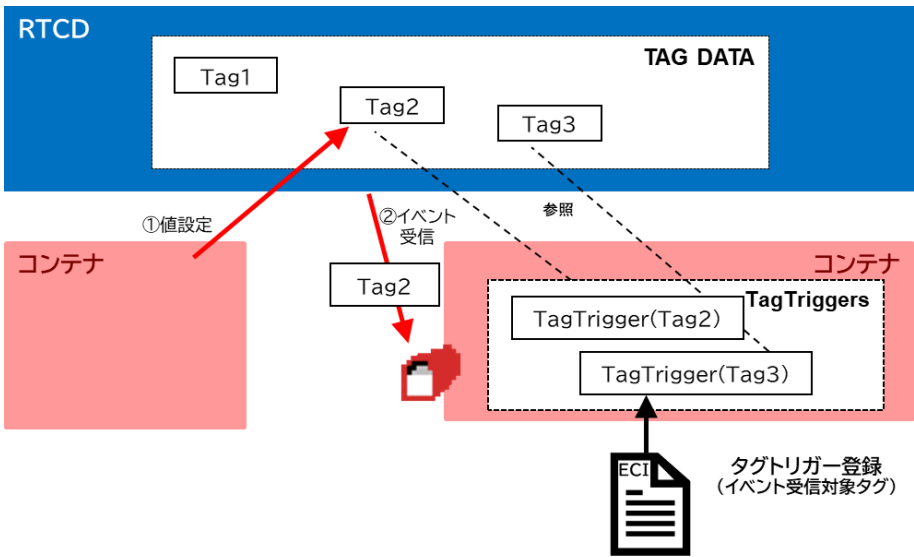 RTCD
TAG DATA
Tag1
Tag2
Tag3
①値設定
②イベント
受信
参照
コンテナ
Tag2
コンテナ
TagTriggers
TagTrigger(Tag2)
TagTrigger(Tag3)
ECI
タグトリガー登録
（イベント受信対象タグ）